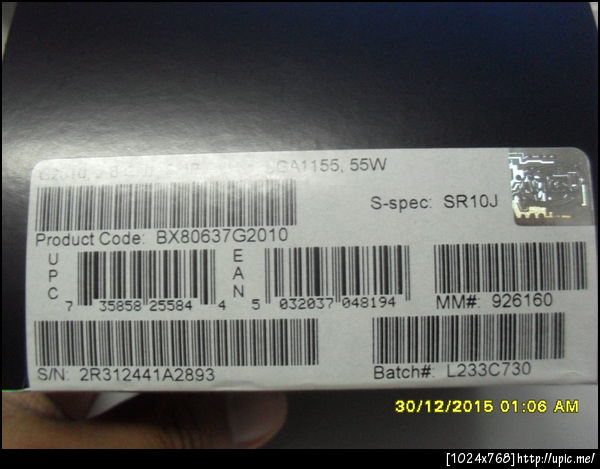 G2010, LGA1155, 55W
S-spec: SR10J
Product Code: BX80637G2010
UPC
7 35858 25584 4
EAN
5 032037 048194
MM#: 926160
S/N: 2R312441A2893
Batch#: L233C730
30/12/2015 01:06 AM
[1024x768]http://upic.me/